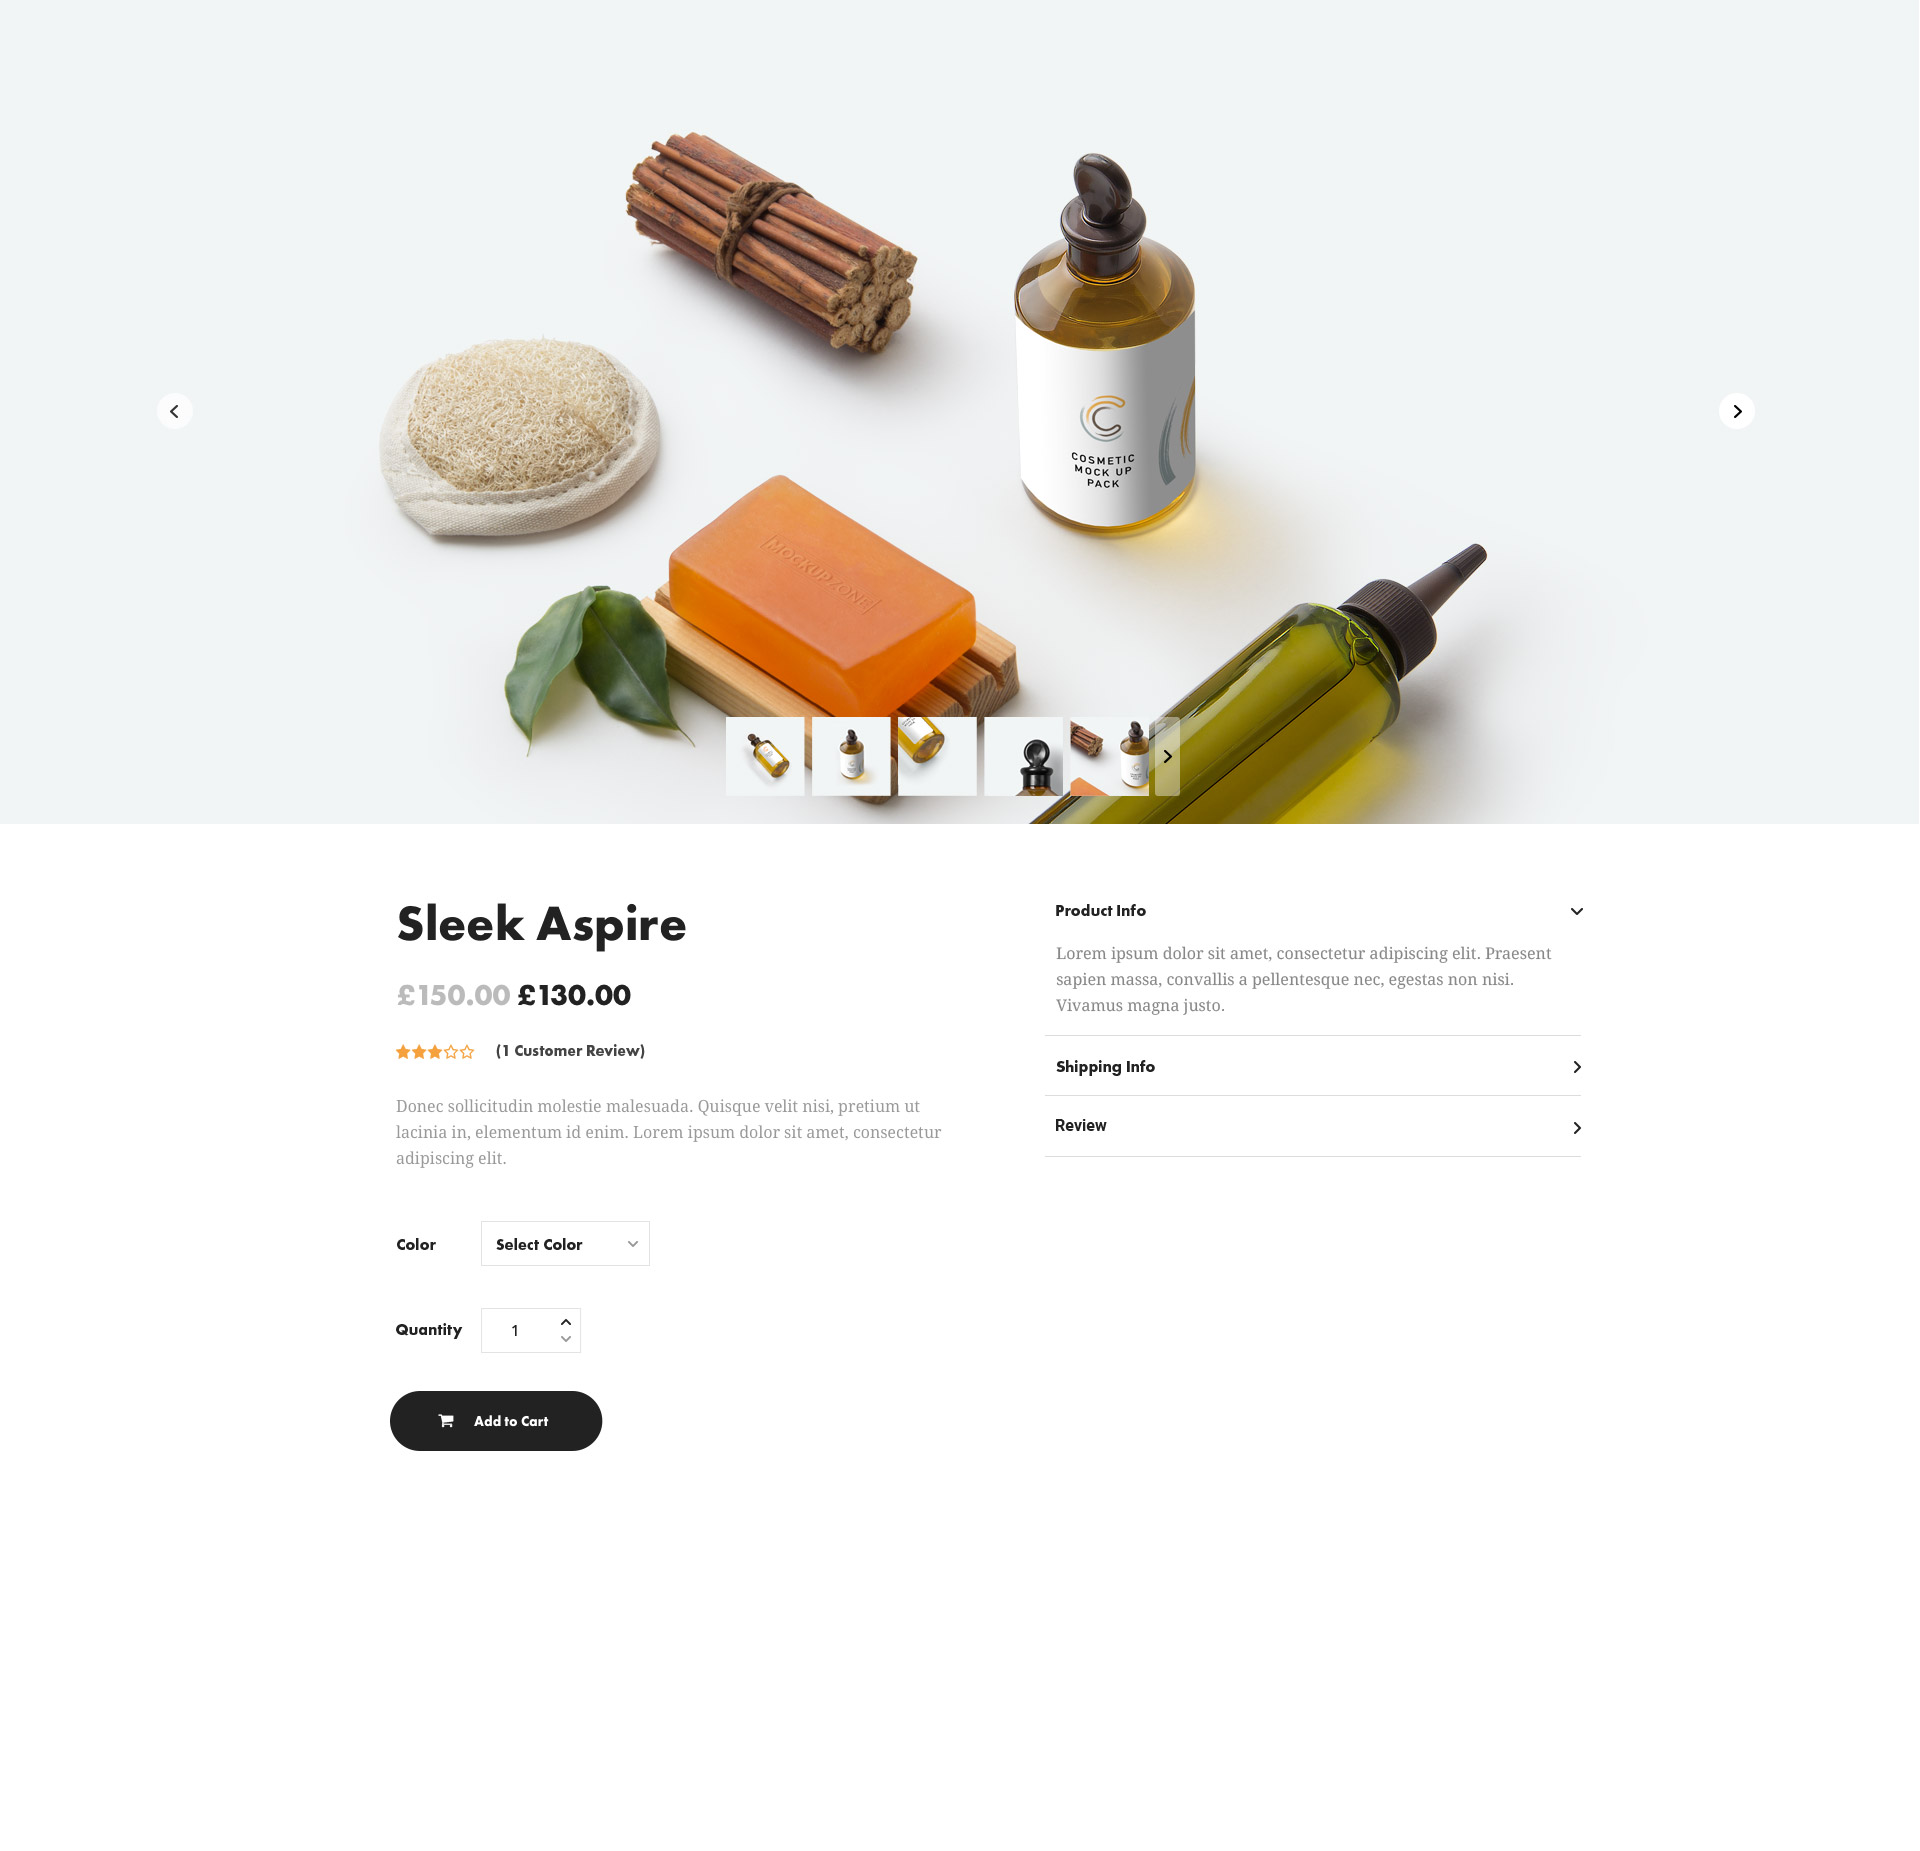 COSMETIC
MOCK UP
PACK
MOCKUP ZONE
Sleek Aspire
£150.00 £130.00
(1 Customer Review)
Donec sollicitudin molestie malesuada. Quisque velit nisi, pretium ut
lacinia in, elementum id enim. Lorem ipsum dolor sit amet, consectetur
adipiscing elit.
Color
Select Color
Quantity
1
Add to Cart
Product Info
Lorem ipsum dolor sit amet, consectetur adipiscing elit. Praesent
sapien massa, convallis a pellentesque nec, egestas non nisi.
Vivamus magna justo.
Shipping Info
Review